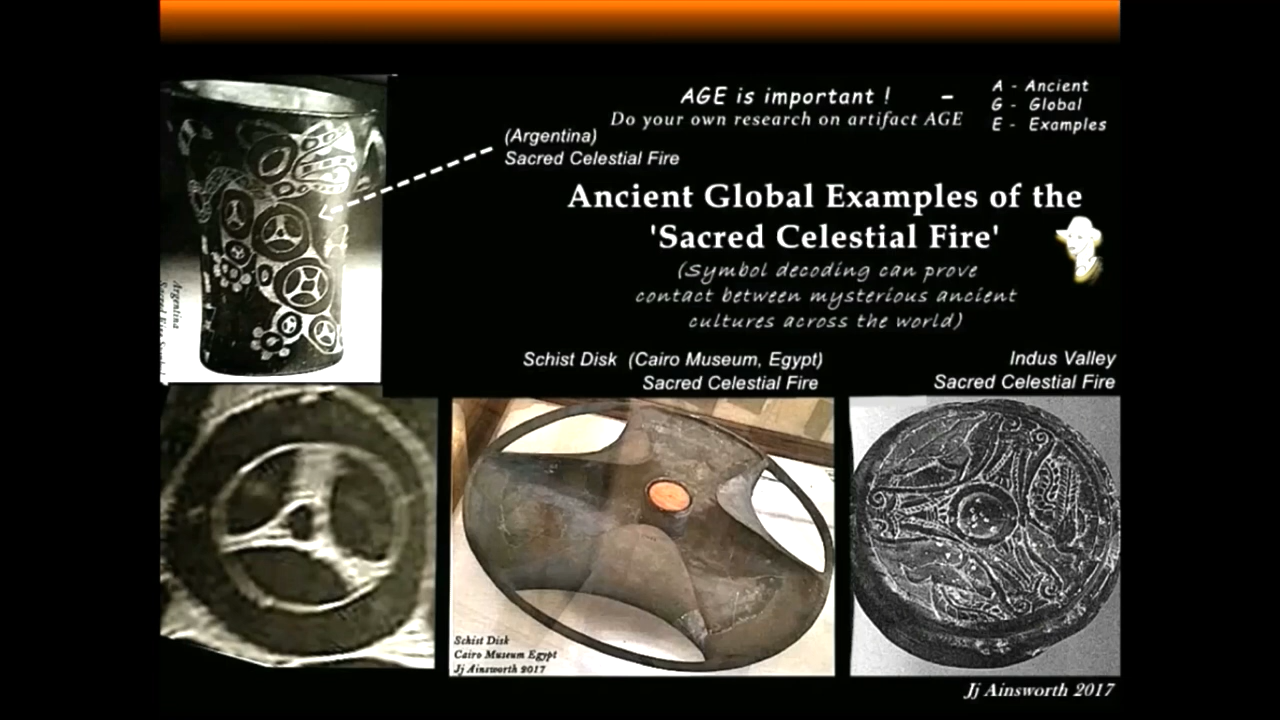 AGE is important ! –
Do your own research on artifact AGE
A - Ancient
G - Global
E - Examples
(Argentina)
Sacred Celestial Fire
Ancient Global Examples of the
'Sacred Celestial Fire'
(Symbol decoding can prove
contact between mysterious ancient
cultures across the world)
Argentina
Schist Disk (Cairo Museum, Egypt)
Sacred Celestial Fire
Indus Valley
Sacred Celestial Fire
Schist Disk
Cairo Museum Egypt
Jj Ainsworth 2017
Jj Ainsworth 2017